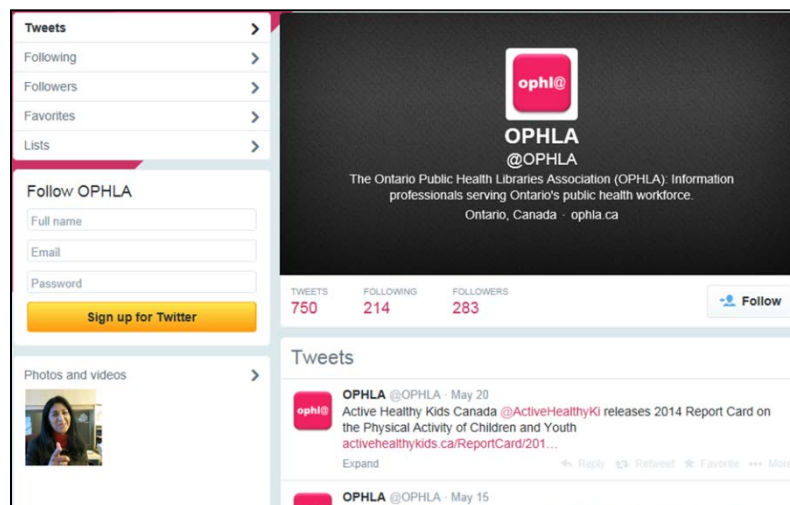 Tweets
Following
Followers
Favorites
Lists
Follow OPHLA
Full name
Email
Password
Sign up for Twitter
Photos and videos
ophl@
OPHLA
@OPHLA
The Ontario Public Health Libraries Association (OPHLA): Information
professionals serving Ontario's public health workforce.
Ontario, Canada · ophla.ca
TWEETS FOLLOWING FOLLOWERS
750 214 283
Follow
Tweets
ophl@
OPHLA @OPHLA · May 20
Active Healthy Kids Canada @ActiveHealthyKi releases 2014 Report Card on
the Physical Activity of Children and Youth
activehealthykids.ca/ReportCard/201…
Expand Reply Retweet Favorite More
OPHLA @OPHLA · May 15